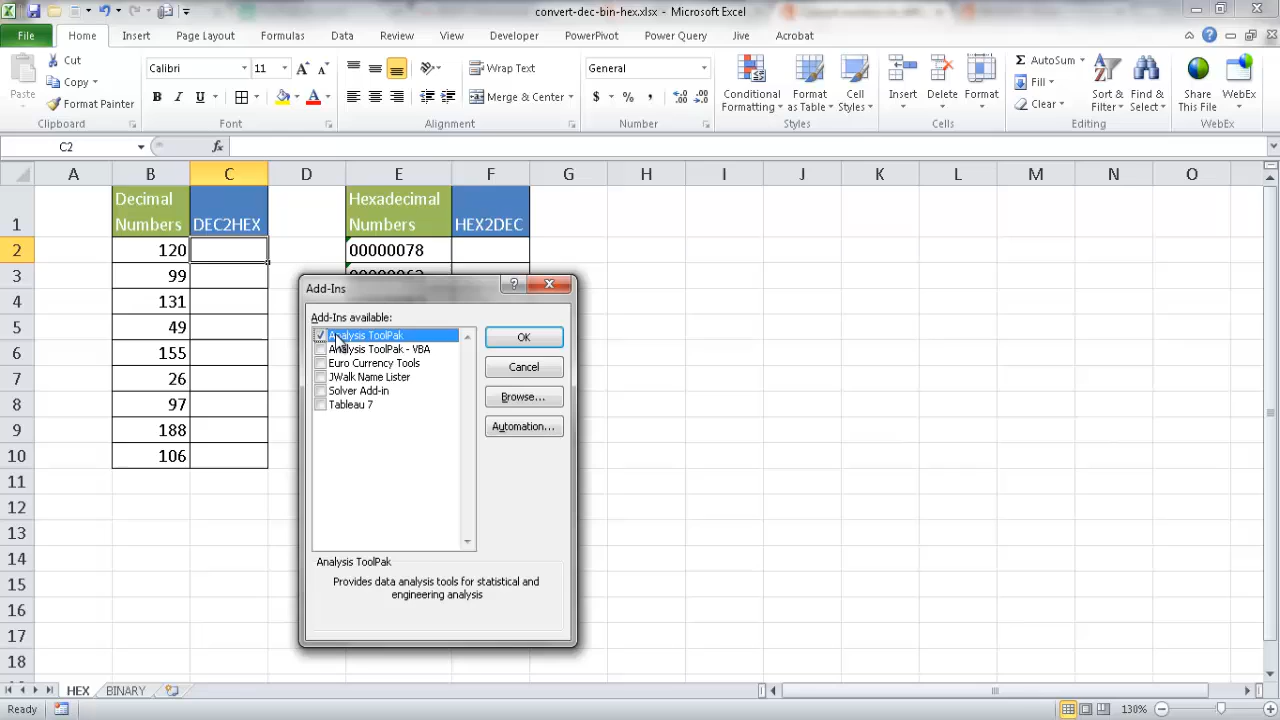 convert-dec-bin-hex.xlsx - Microsoft Excel
File Home Insert Page Layout Formulas Data Review View Developer PowerPivot Power Query Jive Acrobat
Paste
Cut
Copy
Format Painter
Clipboard
Calibri 11
B I U A
Font
Wrap Text
Merge & Center
Alignment
General
$ % ,
Number
Conditional Formatting
Format as Table
Cell Styles
Styles
Insert
Delete
Format
Cells
Σ AutoSum
Fill
Clear
Sort & Filter
Find & Select
Editing
Share This File
WebEx
WebEx
C2 fx
A B C D E F G H I J K L M N O
1 Decimal Numbers DEC2HEX Hexadecimal Numbers HEX2DEC
2 120 00000078
3 99
4 131
5 49
6 155
7 26
8 97
9 188
10 106
11
12
13
14
15
16
17
18
Add-Ins
Add-Ins available:
Analysis ToolPak
Analysis ToolPak - VBA
Euro Currency Tools
JWalk Name Lister
Solver Add-in
Tableau 7
OK
Cancel
Browse...
Automation...
Analysis ToolPak
Provides data analysis tools for statistical and
engineering analysis
HEX BINARY
Ready 130%